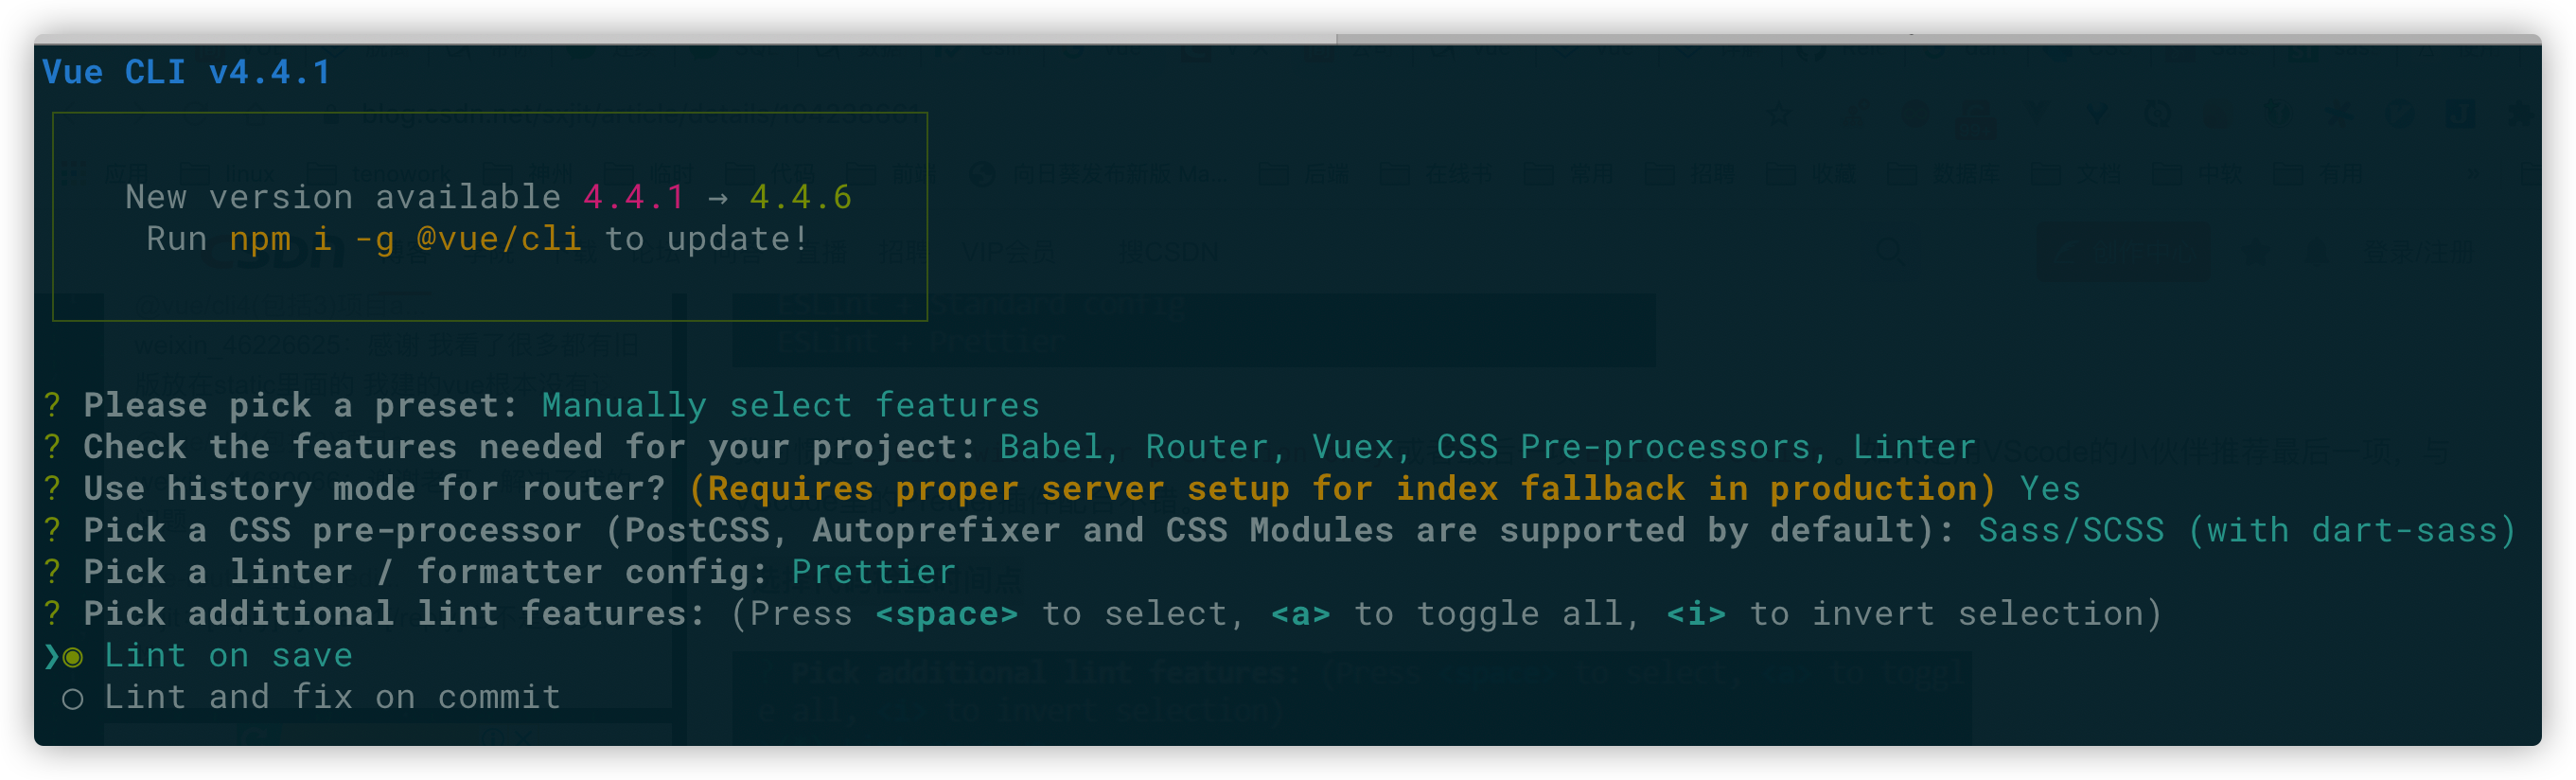 Vue CLI v4.4.1
New version available 4.4.1 → 4.4.6
Run npm i -g @vue/cli to update!
? Please pick a preset: Manually select features
? Check the features needed for your project: Babel, Router, Vuex, CSS Pre-processors, Linter
? Use history mode for router? (Requires proper server setup for index fallback in production) Yes
? Pick a CSS pre-processor (PostCSS, Autoprefixer and CSS Modules are supported by default): Sass/SCSS (with dart-sass)
? Pick a linter / formatter config: Prettier
? Pick additional lint features: (Press <space> to select, <a> to toggle all, <i> to invert selection)
❯◉ Lint on save
◯ Lint and fix on commit